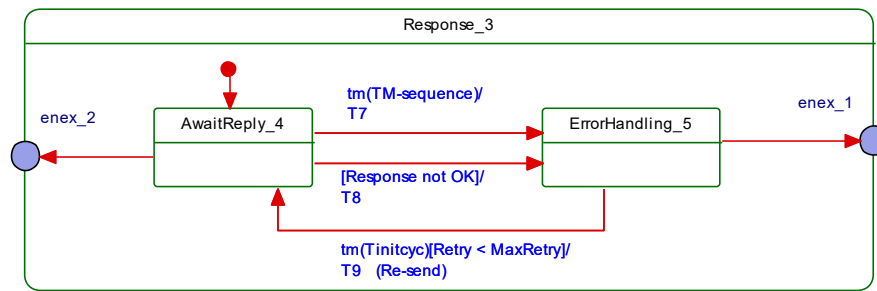 Response_3
enex_2
tm(TM-sequence)/
T7
enex_1
AwaitReply_4
ErrorHandling_5
[Response not OK]/
T8
tm(Tinitcyc)[Retry < MaxRetry]/
T9 (Re-send)